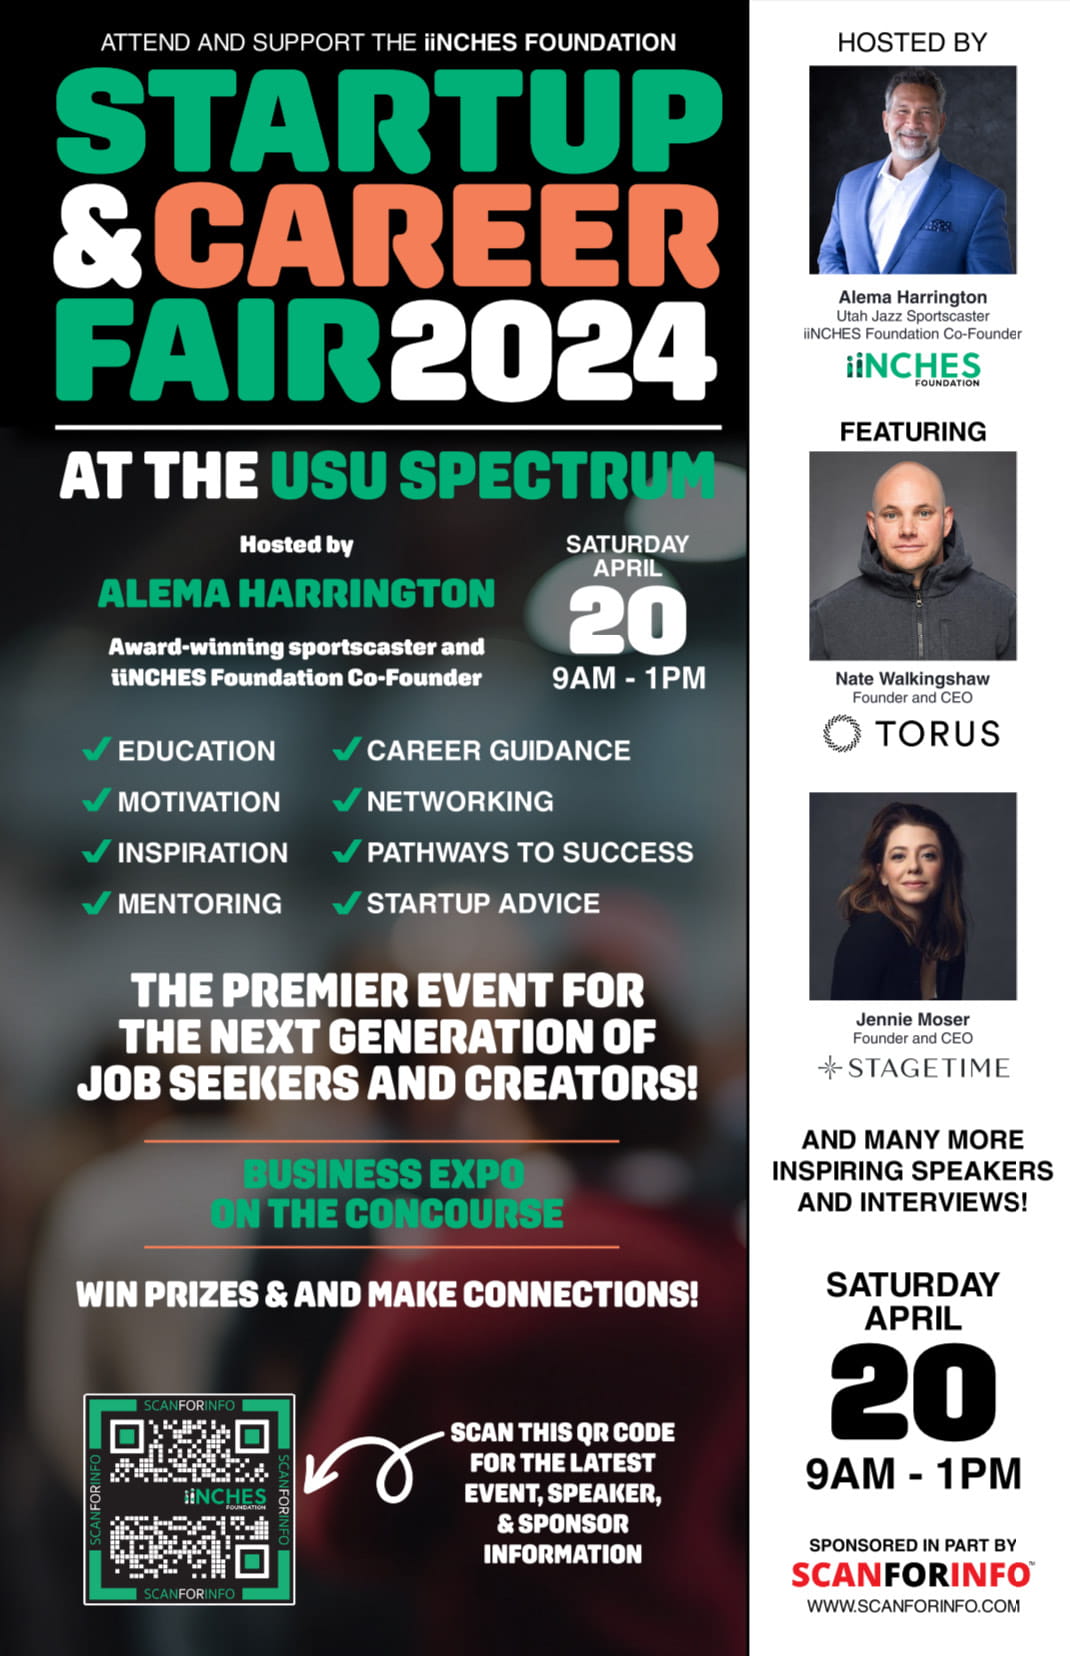 ATTEND AND SUPPORT THE iiNCHES FOUNDATION
STARTUP
&CAREER
FAIR2024
AT THE USU SPECTRUM
Hosted by
ALEMA HARRINGTON
Award-winning sportscaster and
iiNCHES Foundation Co-Founder
SATURDAY
APRIL
20
9AM - 1PM
EDUCATION
MOTIVATION
INSPIRATION
MENTORING
CAREER GUIDANCE
NETWORKING
PATHWAYS TO SUCCESS
STARTUP ADVICE
THE PREMIER EVENT FOR
THE NEXT GENERATION OF
JOB SEEKERS AND CREATORS!
BUSINESS EXPO
ON THE CONCOURSE
WIN PRIZES & AND MAKE CONNECTIONS!
SCANFORINFO
SCANFORINFO
SCANFORINFO
iiNCHES
FOUNDATION
SCANFORINFO
SCAN THIS QR CODE
FOR THE LATEST
EVENT, SPEAKER,
& SPONSOR
INFORMATION
HOSTED BY
Alema Harrington
Utah Jazz Sportscaster
iiNCHES Foundation Co-Founder
iiNCHES
FOUNDATION
FEATURING
Nate Walkingshaw
Founder and CEO
TORUS
Jennie Moser
Founder and CEO
STAGETIME
AND MANY MORE
INSPIRING SPEAKERS
AND INTERVIEWS!
SATURDAY
APRIL
20
9AM - 1PM
SPONSORED IN PART BY
SCANFORINFO™
WWW.SCANFORINFO.COM